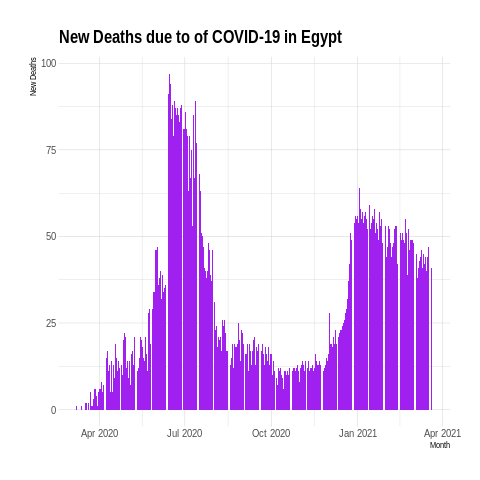 New Deaths due to of COVID-19 in Egypt
New Deaths
100
75
50
25
0
Apr 2020 Jul 2020 Oct 2020 Jan 2021 Apr 2021
Month